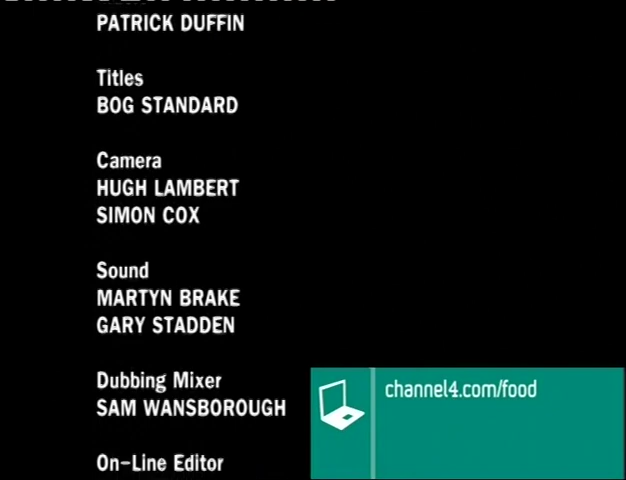 PATRICK DUFFIN
Titles
BOG STANDARD
Camera
HUGH LAMBERT
SIMON COX
Sound
MARTYN BRAKE
GARY STADDEN
Dubbing Mixer
SAM WANSBOROUGH
On-Line Editor
channel4.com/food